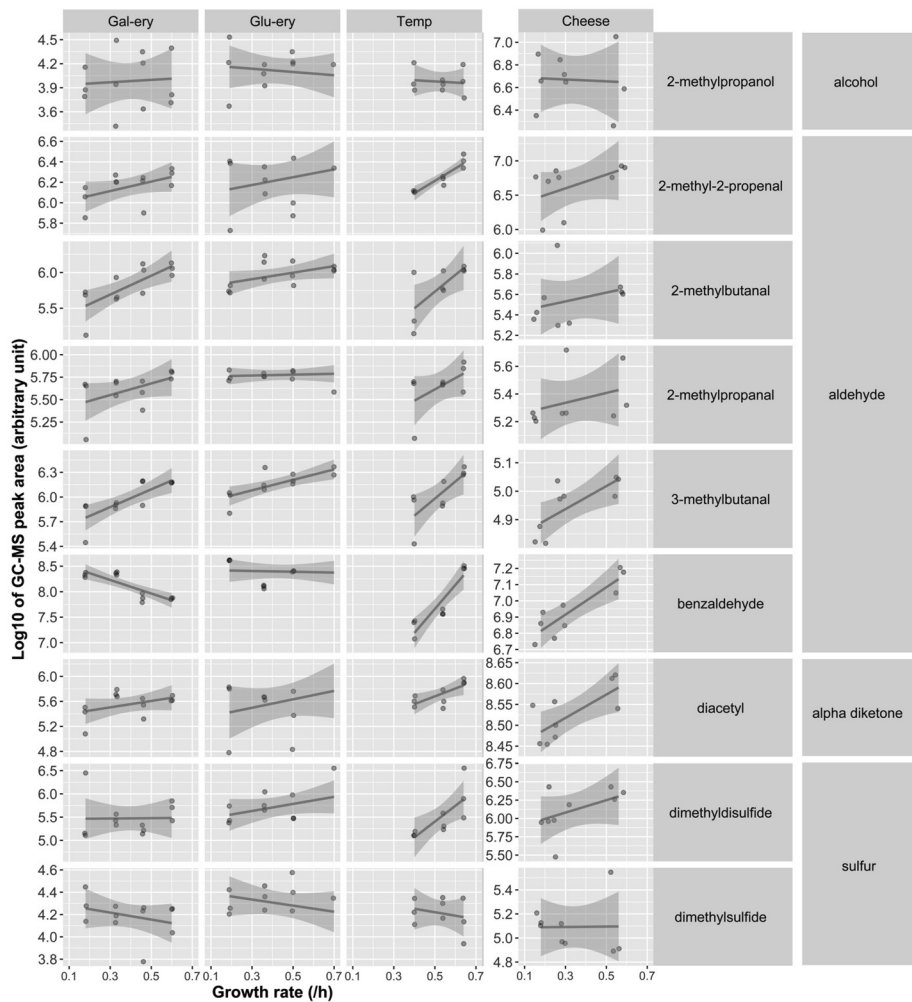 Gal-ery Glu-ery Temp Cheese
4.5 4.2 3.9 3.6
7.0 6.8 6.6 6.4
2-methylpropanol alcohol
6.6 6.4 6.2 6.0 5.8
7.0 6.5 6.0
2-methyl-2-propenal
6.0 5.5
6.0 5.8 5.6 5.4 5.2
2-methylbutanal
6.00 5.75 5.50 5.25
5.6 5.4 5.2
2-methylpropanal aldehyde
6.3 6.0 5.7 5.4
5.1 5.0 4.9
3-methylbutanal
8.5 8.0 7.5 7.0
7.2 7.1 7.0 6.9 6.8 6.7
benzaldehyde
6.0 5.6 5.2 4.8
8.65 8.60 8.55 8.50 8.45
diacetyl alpha diketone
6.5 6.0 5.5 5.0
6.75 6.50 6.25 6.00 5.75 5.50
dimethyldisulfide
sulfur
4.6 4.4 4.2 4.0 3.8
5.4 5.2 5.0 4.8
dimethylsulfide
0.1 0.3 0.5 0.7 0.1 0.3 0.5 0.7 0.1 0.3 0.5 0.7 0.1 0.3 0.5 0.7
Growth rate (/h)
Log10 of GC-MS peak area (arbitrary unit)